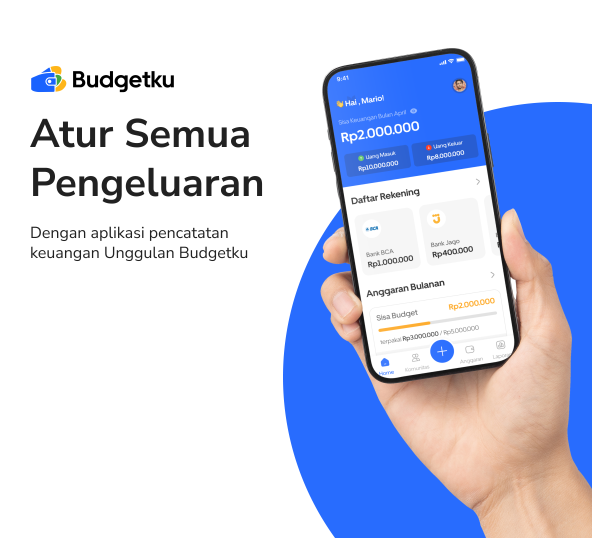 Budgetku
Atur Semua
Pengeluaran
Dengan aplikasi pencatatan
keuangan Unggulan Budgetku
9:41
Hai , Mario!
Sisa Keuangan Bulan April
Rp2.000.000
Uang Masuk
Rp10.000.000
Uang Keluar
Rp8.000.000
Daftar Rekening
BCA
Bank BCA
Rp1.000.000
Bank Jago
Rp400.000
Anggaran Bulanan
Sisa Budget
Rp2.000.000
terpakai Rp3.000.000 / Rp5.000.000
Home
Komunitas
Anggaran